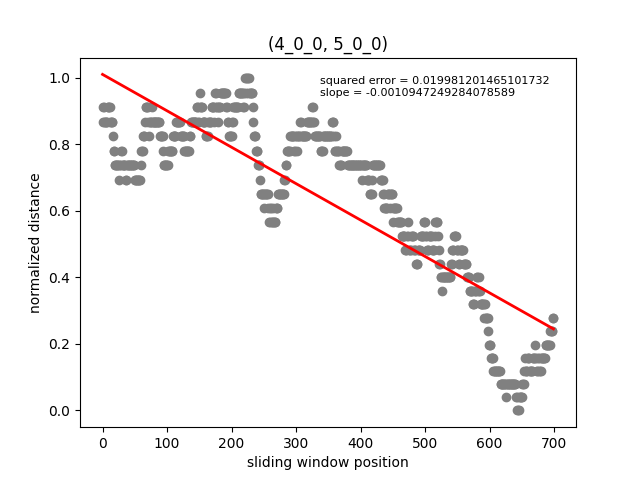 (4_0_0, 5_0_0)
squared error = 0.019981201465101732
slope = -0.0010947249284078589
normalized distance
1.0
0.8
0.6
0.4
0.2
0.0
0 100 200 300 400 500 600 700
sliding window position